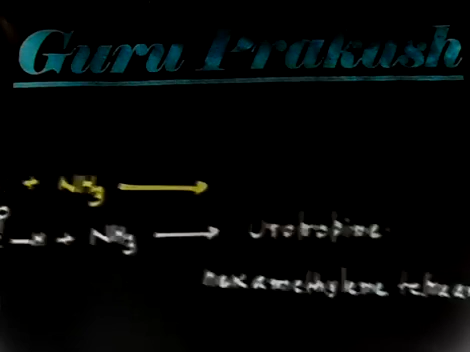 Guru Prakash
+ NH3 →
–H + NH3 → Urotropine
hexamethylene